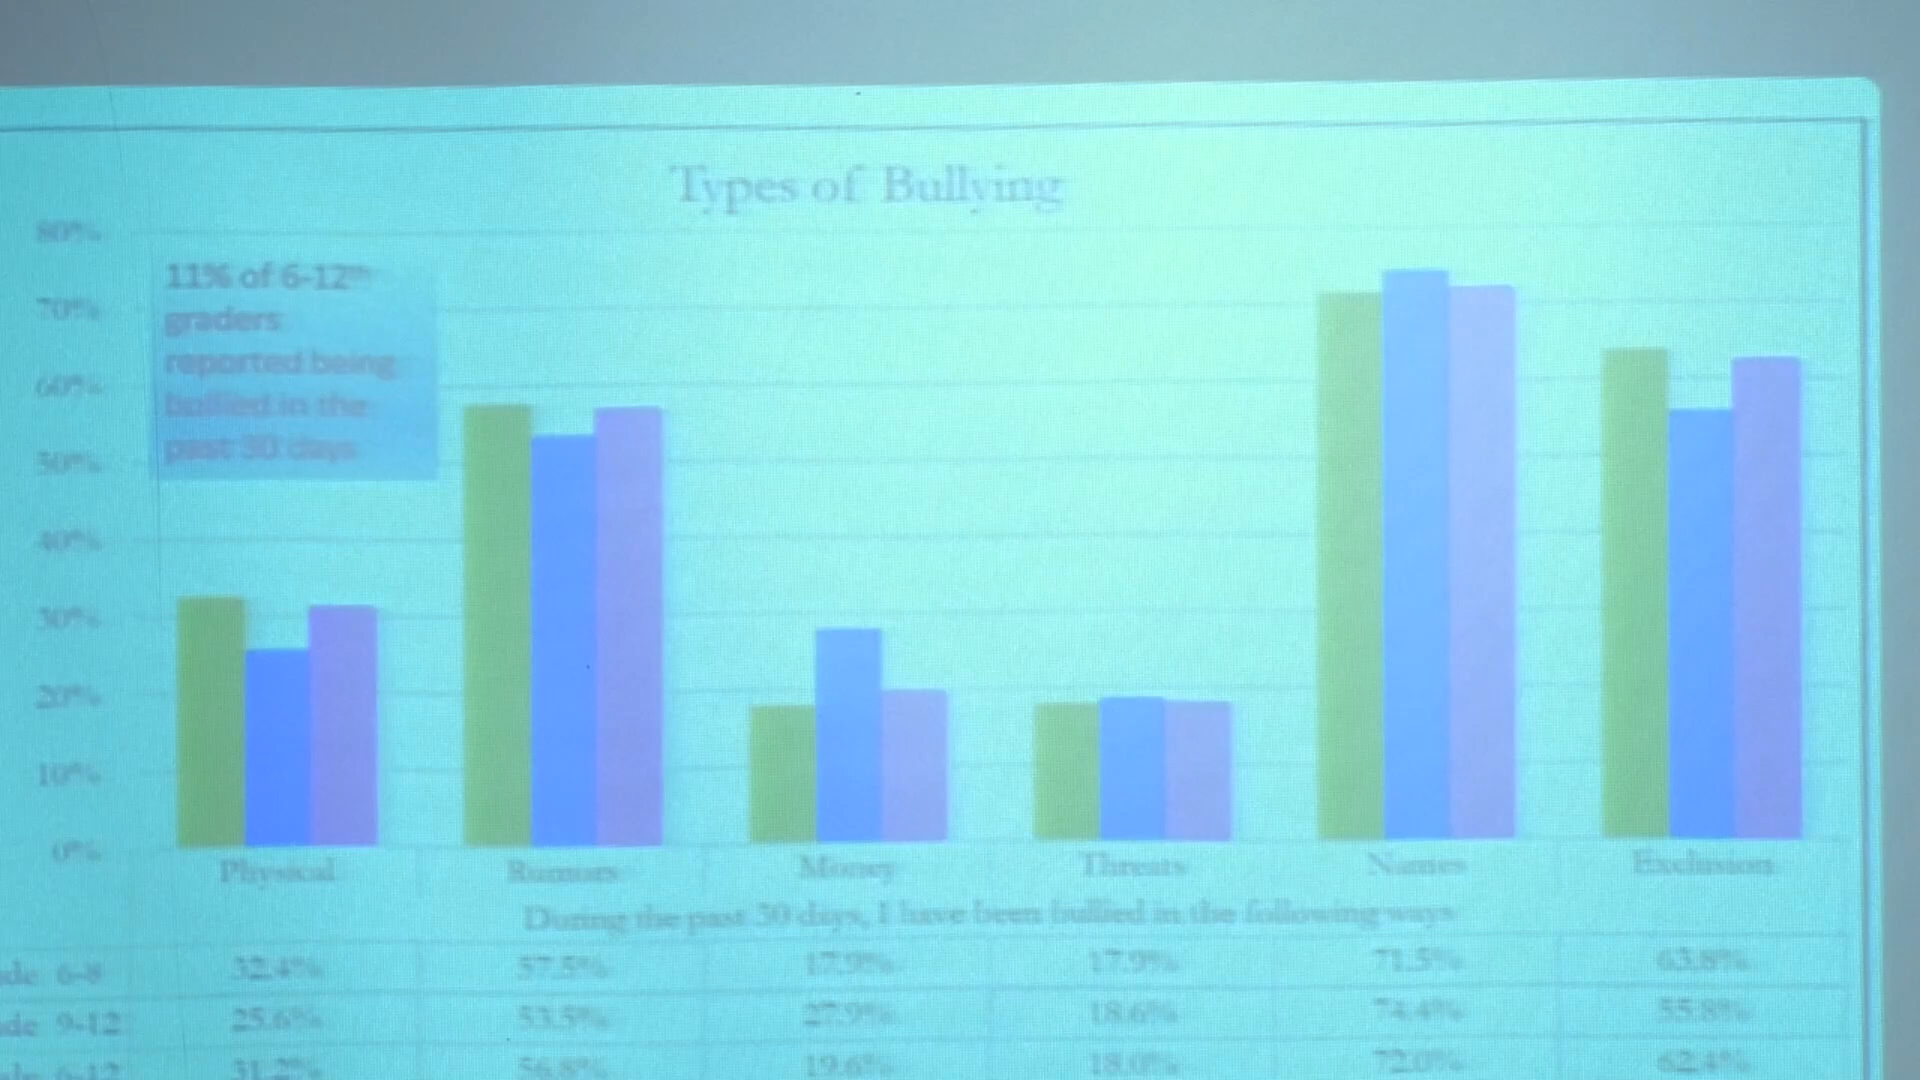 Types of Bullying
80%
11% of 6-12th
graders
reported being
bullied in the
past 30 days
70%
60%
50%
40%
30%
20%
10%
0%
Physical Rumors Money Threats Names Exclusion
During the past 30 days, I have been bullied in the following ways
de 6-8 32.4% 57.5% 17.9% 17.9% 71.5% 63.8%
de 9-12 25.6% 53.5% 27.9% 18.6% 74.4% 55.8%
de 6-12 31.2% 56.8% 19.6% 18.0% 72.0% 62.4%